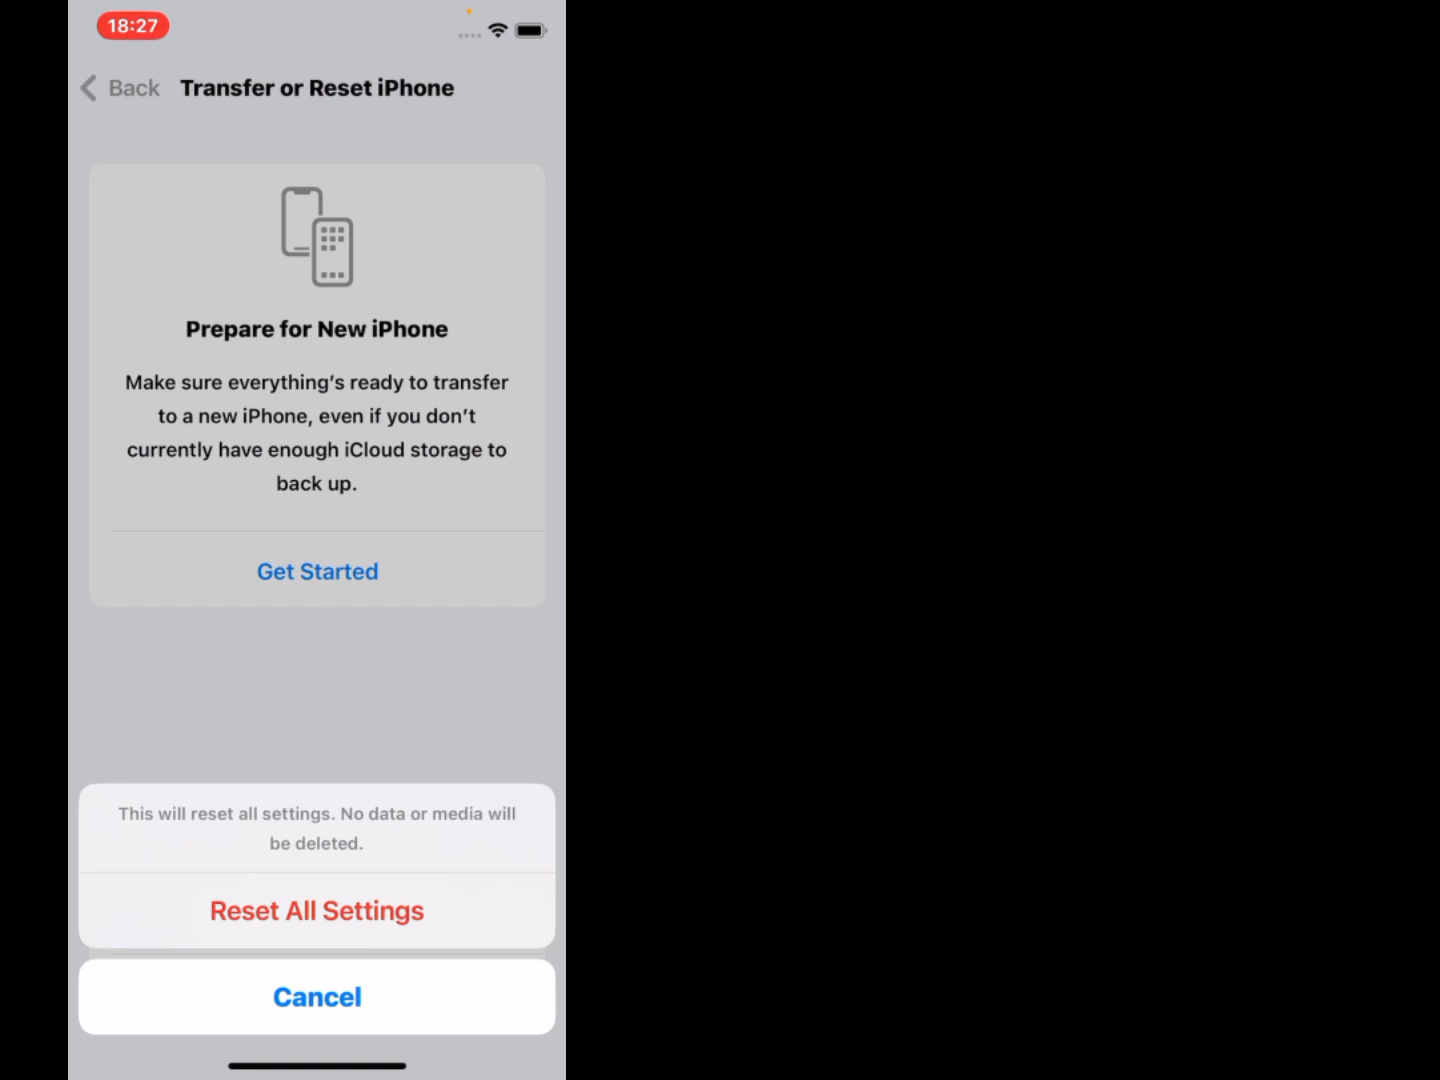 18:27
Back Transfer or Reset iPhone
Prepare for New iPhone
Make sure everything’s ready to transfer
to a new iPhone, even if you don’t
currently have enough iCloud storage to
back up.
Get Started
This will reset all settings. No data or media will
be deleted.
Reset All Settings
Cancel